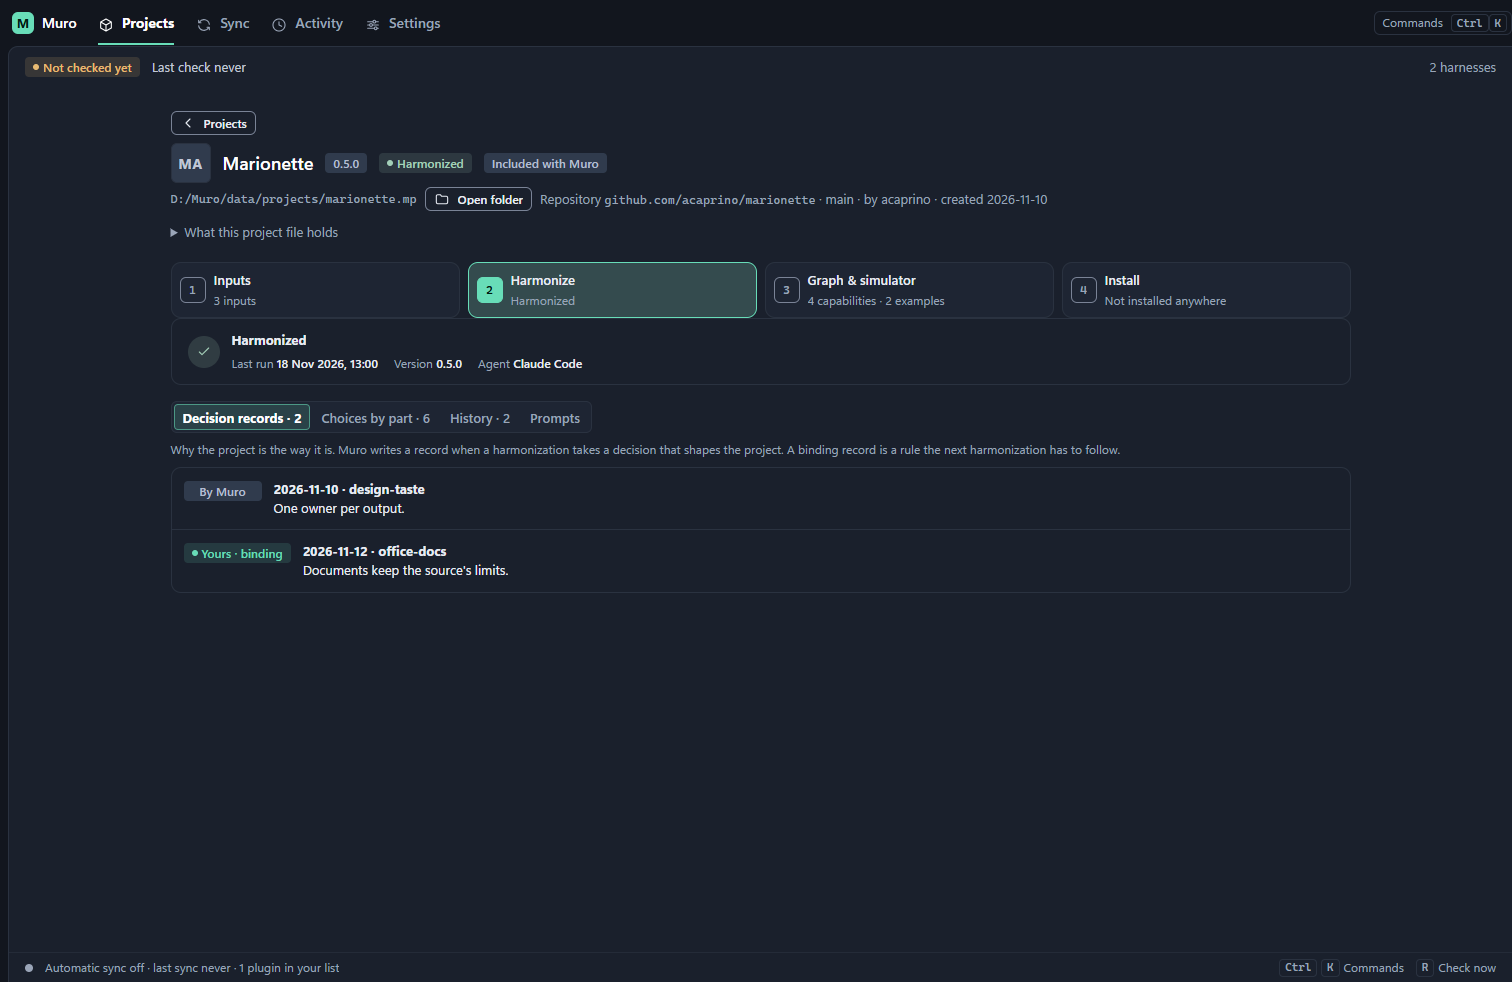 M Muro Projects Sync Activity Settings Commands Ctrl K
Not checked yet Last check never 2 harnesses
Projects
MA Marionette 0.5.0 Harmonized Included with Muro
D:/Muro/data/projects/marionette.mp Open folder Repository github.com/acaprino/marionette · main · by acaprino · created 2026-11-10
What this project file holds
1 Inputs
3 inputs
2 Harmonize
Harmonized
3 Graph & simulator
4 capabilities · 2 examples
4 Install
Not installed anywhere
Harmonized
Last run 18 Nov 2026, 13:00 Version 0.5.0 Agent Claude Code
Decision records · 2 Choices by part · 6 History · 2 Prompts
Why the project is the way it is. Muro writes a record when a harmonization takes a decision that shapes the project. A binding record is a rule the next harmonization has to follow.
By Muro 2026-11-10 · design-taste
One owner per output.
Yours · binding 2026-11-12 · office-docs
Documents keep the source's limits.
Automatic sync off · last sync never · 1 plugin in your list Ctrl K Commands R Check now